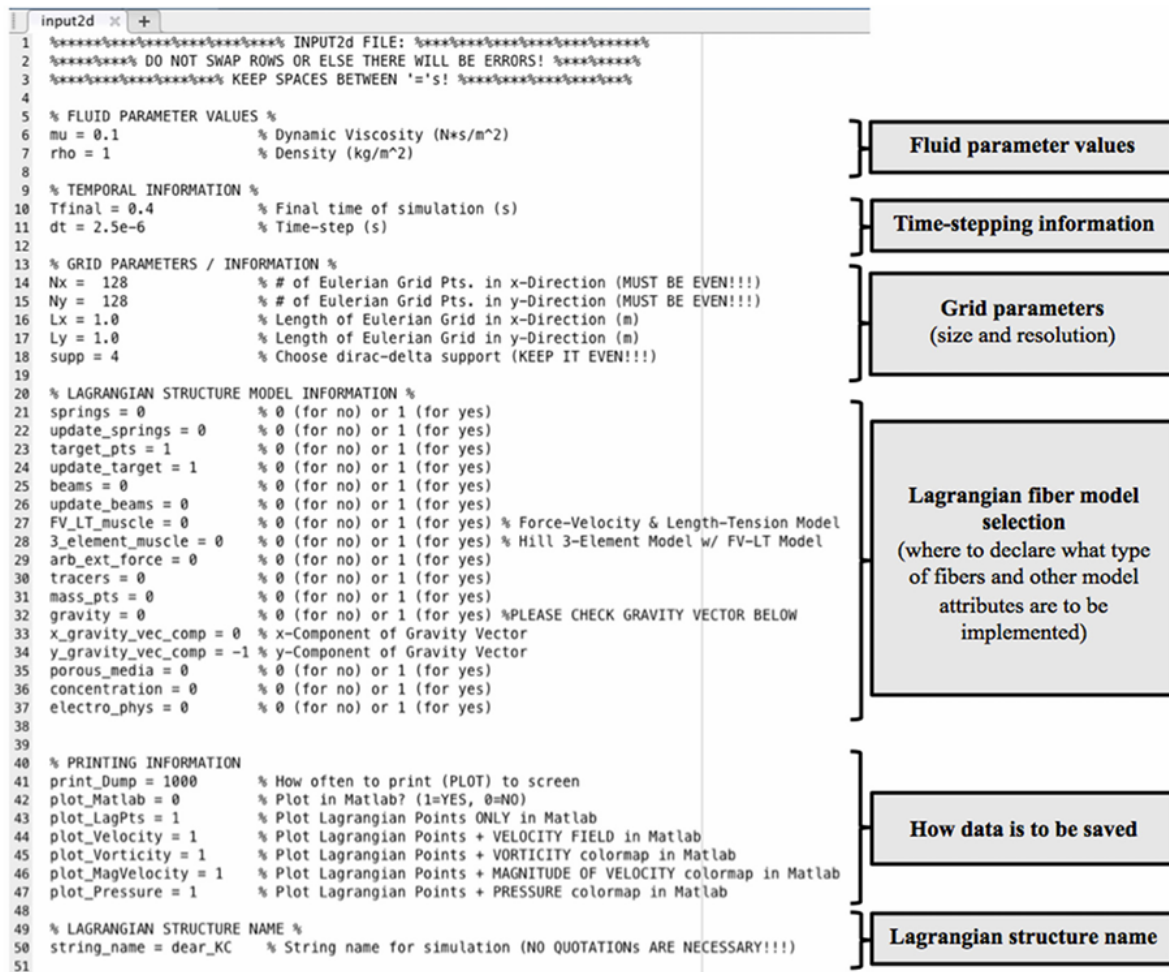 input2d × +
1 %*****%***%***%***%***%***% INPUT2d FILE: %***%***%***%***%***%*****%
2 %****%***% DO NOT SWAP ROWS OR ELSE THERE WILL BE ERRORS! %***%****%
3 %***%***%***%***%***%**% KEEP SPACES BETWEEN '='s! %***%***%***%***%**%
4
5 % FLUID PARAMETER VALUES %
6 mu = 0.1 % Dynamic Viscosity (N*s/m^2)
7 rho = 1 % Density (kg/m^2)
8
Fluid parameter values
9 % TEMPORAL INFORMATION %
10 Tfinal = 0.4 % Final time of simulation (s)
11 dt = 2.5e-6 % Time-step (s)
12
Time-stepping information
13 % GRID PARAMETERS / INFORMATION %
14 Nx = 128 % # of Eulerian Grid Pts. in x-Direction (MUST BE EVEN!!!)
15 Ny = 128 % # of Eulerian Grid Pts. in y-Direction (MUST BE EVEN!!!)
16 Lx = 1.0 % Length of Eulerian Grid in x-Direction (m)
17 Ly = 1.0 % Length of Eulerian Grid in y-Direction (m)
18 supp = 4 % Choose dirac-delta support (KEEP IT EVEN!!!)
19
Grid parameters
(size and resolution)
20 % LAGRANGIAN STRUCTURE MODEL INFORMATION %
21 springs = 0 % 0 (for no) or 1 (for yes)
22 update_springs = 0 % 0 (for no) or 1 (for yes)
23 target_pts = 1 % 0 (for no) or 1 (for yes)
24 update_target = 1 % 0 (for no) or 1 (for yes)
25 beams = 0 % 0 (for no) or 1 (for yes)
26 update_beams = 0 % 0 (for no) or 1 (for yes)
27 FV_LT_muscle = 0 % 0 (for no) or 1 (for yes) % Force-Velocity & Length-Tension Model
28 3_element_muscle = 0 % 0 (for no) or 1 (for yes) % Hill 3-Element Model w/ FV-LT Model
29 arb_ext_force = 0 % 0 (for no) or 1 (for yes)
30 tracers = 0 % 0 (for no) or 1 (for yes)
31 mass_pts = 0 % 0 (for no) or 1 (for yes)
32 gravity = 0 % 0 (for no) or 1 (for yes) %PLEASE CHECK GRAVITY VECTOR BELOW
33 x_gravity_vec_comp = 0 % x-Component of Gravity Vector
34 y_gravity_vec_comp = -1 % y-Component of Gravity Vector
35 porous_media = 0 % 0 (for no) or 1 (for yes)
36 concentration = 0 % 0 (for no) or 1 (for yes)
37 electro_phys = 0 % 0 (for no) or 1 (for yes)
38
39
Lagrangian fiber model
selection
(where to declare what type
of fibers and other model
attributes are to be
implemented)
40 % PRINTING INFORMATION
41 print_Dump = 1000 % How often to print (PLOT) to screen
42 plot_Matlab = 0 % Plot in Matlab? (1=YES, 0=NO)
43 plot_LagPts = 1 % Plot Lagrangian Points ONLY in Matlab
44 plot_Velocity = 1 % Plot Lagrangian Points + VELOCITY FIELD in Matlab
45 plot_Vorticity = 1 % Plot Lagrangian Points + VORTICITY colormap in Matlab
46 plot_MagVelocity = 1 % Plot Lagrangian Points + MAGNITUDE OF VELOCITY colormap in Matlab
47 plot_Pressure = 1 % Plot Lagrangian Points + PRESSURE colormap in Matlab
48
How data is to be saved
49 % LAGRANGIAN STRUCTURE NAME %
50 string_name = dear_KC % String name for simulation (NO QUOTATIONs ARE NECESSARY!!!)
51
Lagrangian structure name